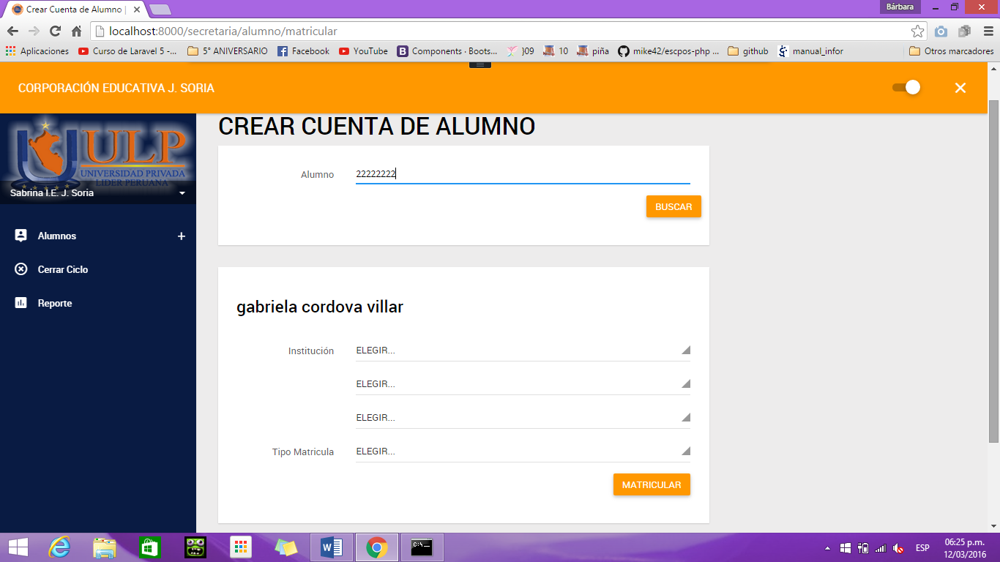 Crear Cuenta de Alumno |
Bárbara
localhost:8000/secretaria/alumno/matricular
Aplicaciones
Curso de Laravel 5 -...
5° ANIVERSARIO
Facebook
YouTube
Components · Boots...
}09
10
piña
mike42/escpos-php ...
github
manual_infor
Otros marcadores
CORPORACIÓN EDUCATIVA J. SORIA
ULP
UNIVERSIDAD PRIVADA
LIDER PERUANA
Sabrina I.E. J. Soria
Alumnos
Cerrar Ciclo
Reporte
CREAR CUENTA DE ALUMNO
Alumno
22222222
BUSCAR
gabriela cordova villar
Institución
ELEGIR...
ELEGIR...
ELEGIR...
Tipo Matricula
ELEGIR...
MATRICULAR
ESP
06:25 p.m.
12/03/2016